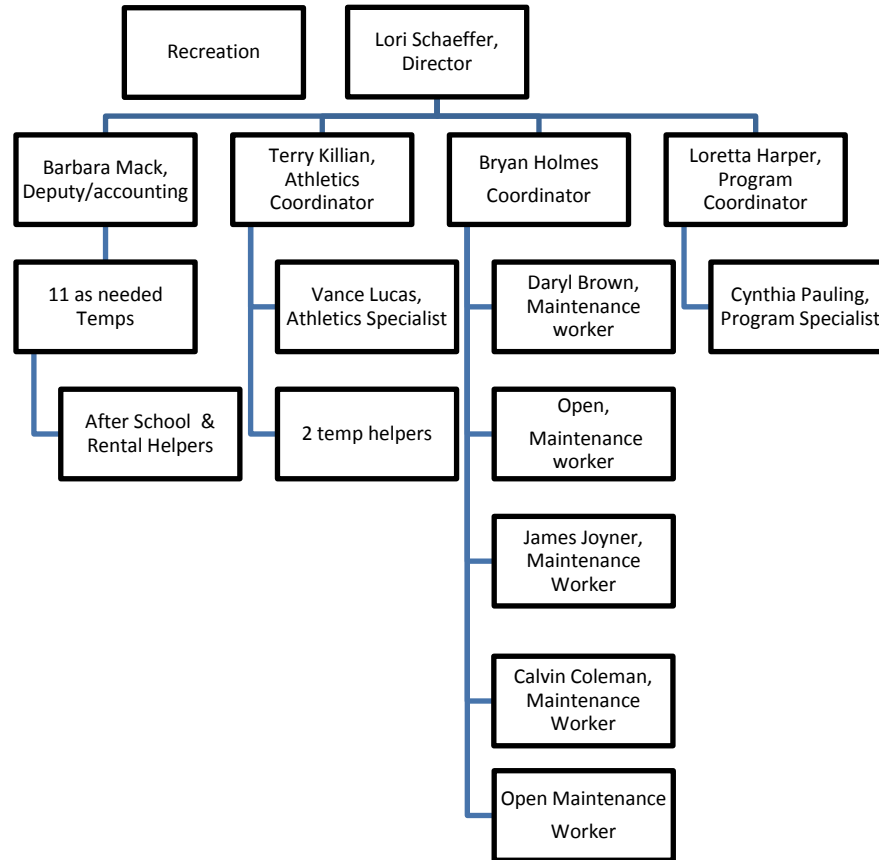 Recreation
Lori Schaeffer,
Director
Barbara Mack,
Deputy/accounting
Terry Killian,
Athletics
Coordinator
Bryan Holmes
Coordinator
Loretta Harper,
Program
Coordinator
11 as needed
Temps
Vance Lucas,
Athletics Specialist
Daryl Brown,
Maintenance
worker
Cynthia Pauling,
Program Specialist
After School &
Rental Helpers
2 temp helpers
Open,
Maintenance
worker
James Joyner,
Maintenance
Worker
Calvin Coleman,
Maintenance
Worker
Open Maintenance
Worker